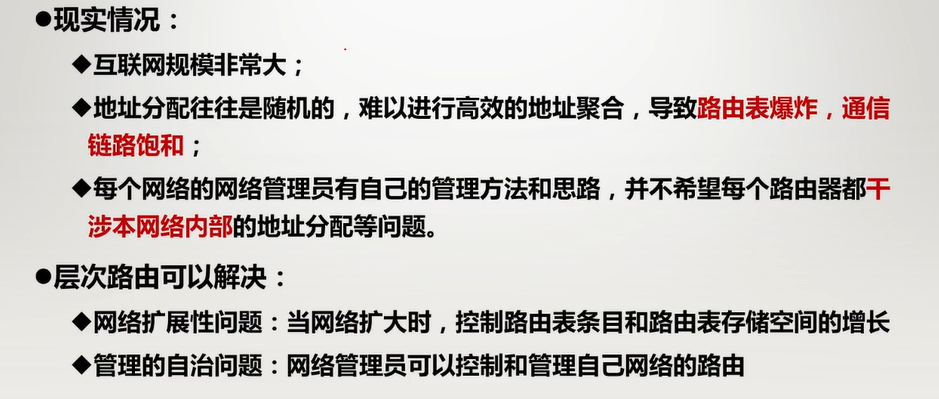 ●现实情况：
◆互联网规模非常大；
◆地址分配往往是随机的，难以进行高效的地址聚合，导致路由表爆炸，通信
链路饱和；
◆每个网络的网络管理员有自己的管理方法和思路，并不希望每个路由器都干
涉本网络内部的地址分配等问题。
●层次路由可以解决：
◆网络扩展性问题：当网络扩大时，控制路由表条目和路由表存储空间的增长
◆管理的自治问题：网络管理员可以控制和管理自己网络的路由